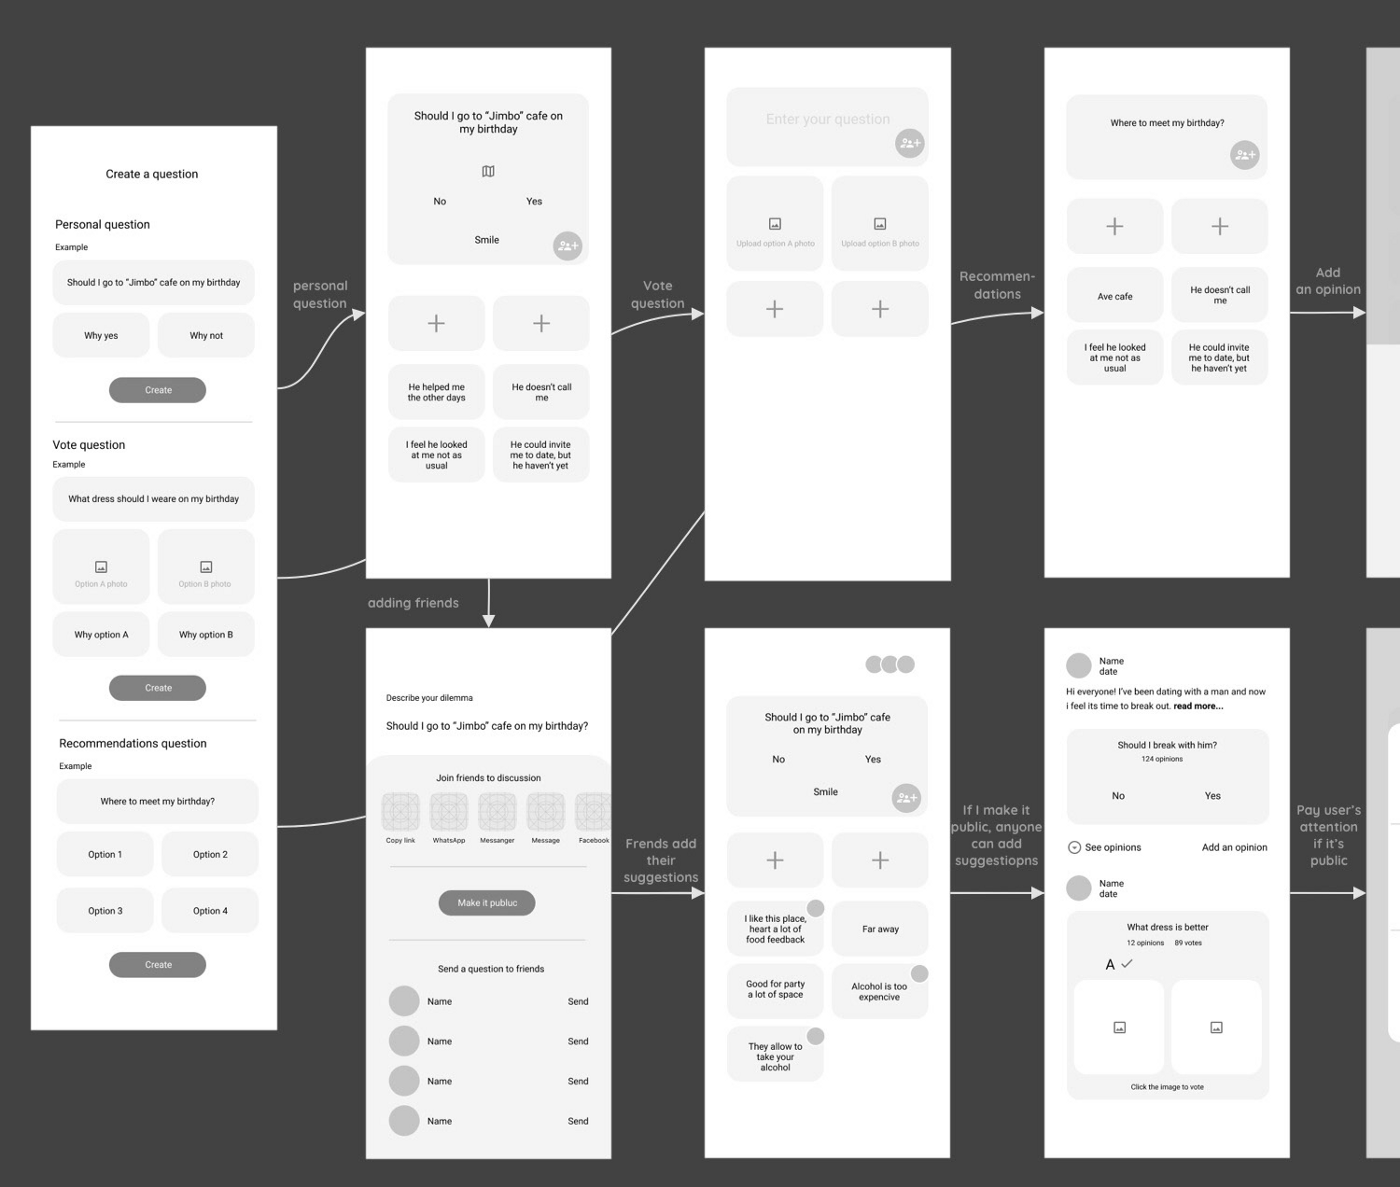 Create a question
Personal question
Example
Should I go to “Jimbo” cafe on my birthday
Why yes
Why not
Create
Vote question
Example
What dress should I weare on my birthday
Option A photo
Option B photo
Why option A
Why option B
Create
Recommendations question
Example
Where to meet my birthday?
Option 1
Option 2
Option 3
Option 4
Create
personal
question
Should I go to “Jimbo” cafe on
my birthday
No
Yes
Smile
He helped me
the other days
He doesn’t call
me
I feel he looked
at me not as
usual
He could invite
me to date, but
he haven’t yet
Vote
question
Enter your question
Upload option A photo
Upload option B photo
Recommen-
dations
Where to meet my birthday?
Ave cafe
He doesn’t call
me
I feel he looked
at me not as
usual
He could invite
me to date, but
he haven’t yet
Add
an opinion
adding friends
Describe your dilemma
Should I go to “Jimbo” cafe on my birthday?
Join friends to discussion
Copy link
WhatsApp
Messanger
Message
Facebook
Make it publuc
Send a question to friends
Name
Send
Name
Send
Name
Send
Name
Send
Frends add
their
suggestions
Should I go to “Jimbo” cafe
on my birthday
No
Yes
Smile
I like this place,
heart a lot of
food feedback
Far away
Good for party
a lot of space
Alcohol is too
expencive
They allow to
take your
alcohol
If I make it
public, anyone
can add
suggestiopns
Name
date
Hi everyone! I’ve been dating with a man and now
i feel its time to break out. read more...
Should I break with him?
124 opinions
No
Yes
See opinions
Add an opinion
Name
date
What dress is better
12 opinions 89 votes
A
Click the image to vote
Pay user’s
attention
if it’s
public